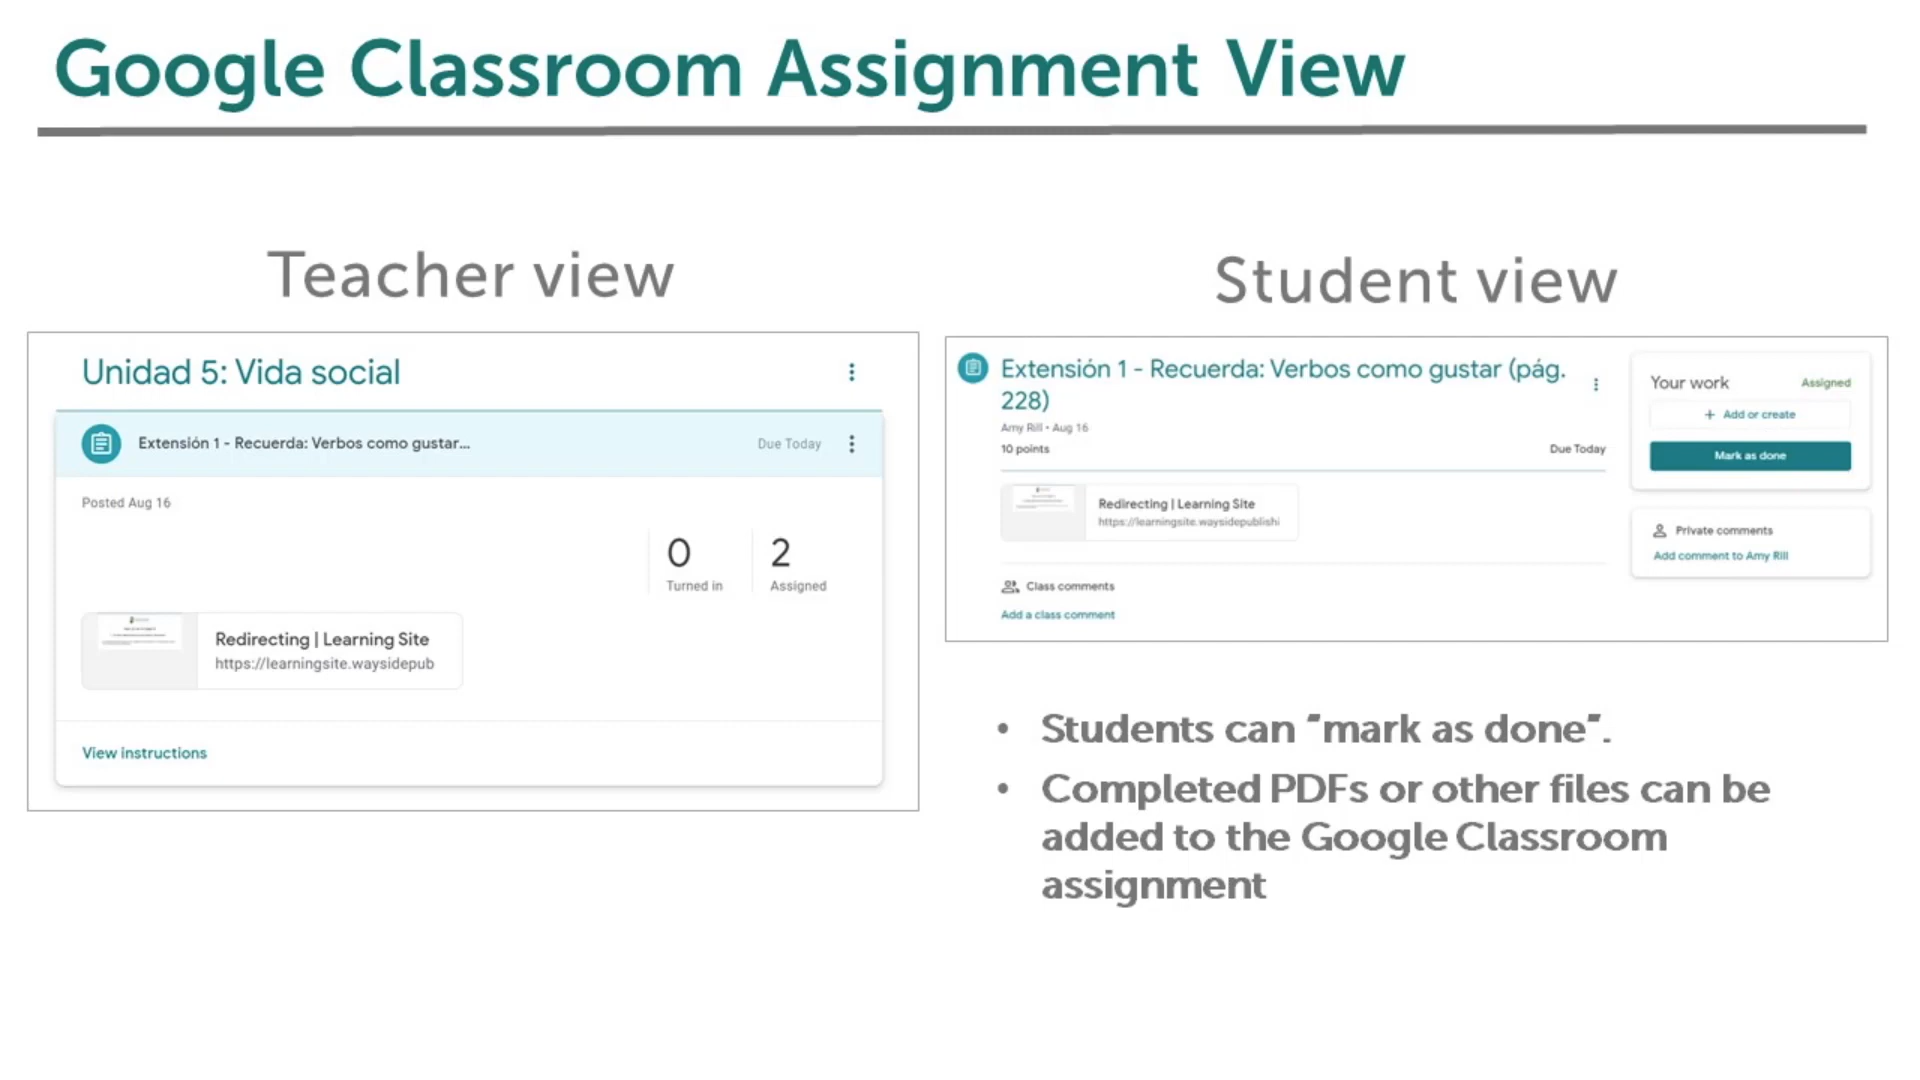 Google Classroom Assignment View
Teacher view
Unidad 5: Vida social
Extensión 1 - Recuerda: Verbos como gustar...
Due Today
Posted Aug 16
0
Turned in
2
Assigned
Redirecting | Learning Site
https://learningsite.waysidepub
View instructions
Student view
Extensión 1 - Recuerda: Verbos como gustar (pág.
228)
Amy Rill • Aug 16
10 points
Due Today
Redirecting | Learning Site
https://learningsite.waysidepublishi
Class comments
Add a class comment
Your work
Assigned
+ Add or create
Mark as done
Private comments
Add comment to Amy Rill
• Students can “mark as done”.
• Completed PDFs or other files can be
added to the Google Classroom
assignment